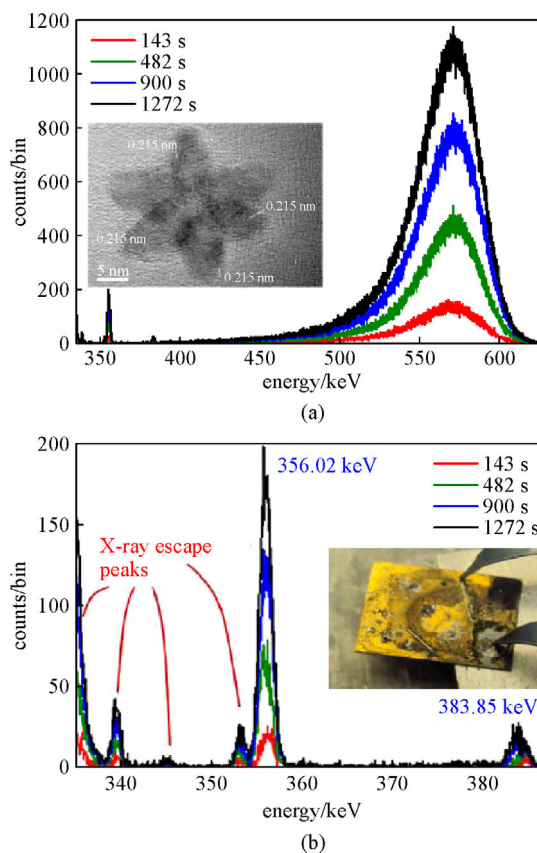 1200
1000
800
600
400
200
0
counts/bin
143 s
482 s
900 s
1272 s
0.215 nm
0.215 nm
0.215 nm
0.215 nm
5 nm
350 400 450 500 550 600
energy/keV
(a)
200
150
100
50
0
counts/bin
356.02 keV
143 s
482 s
900 s
1272 s
X-ray escape
peaks
383.85 keV
340 350 360 370 380
energy/keV
(b)